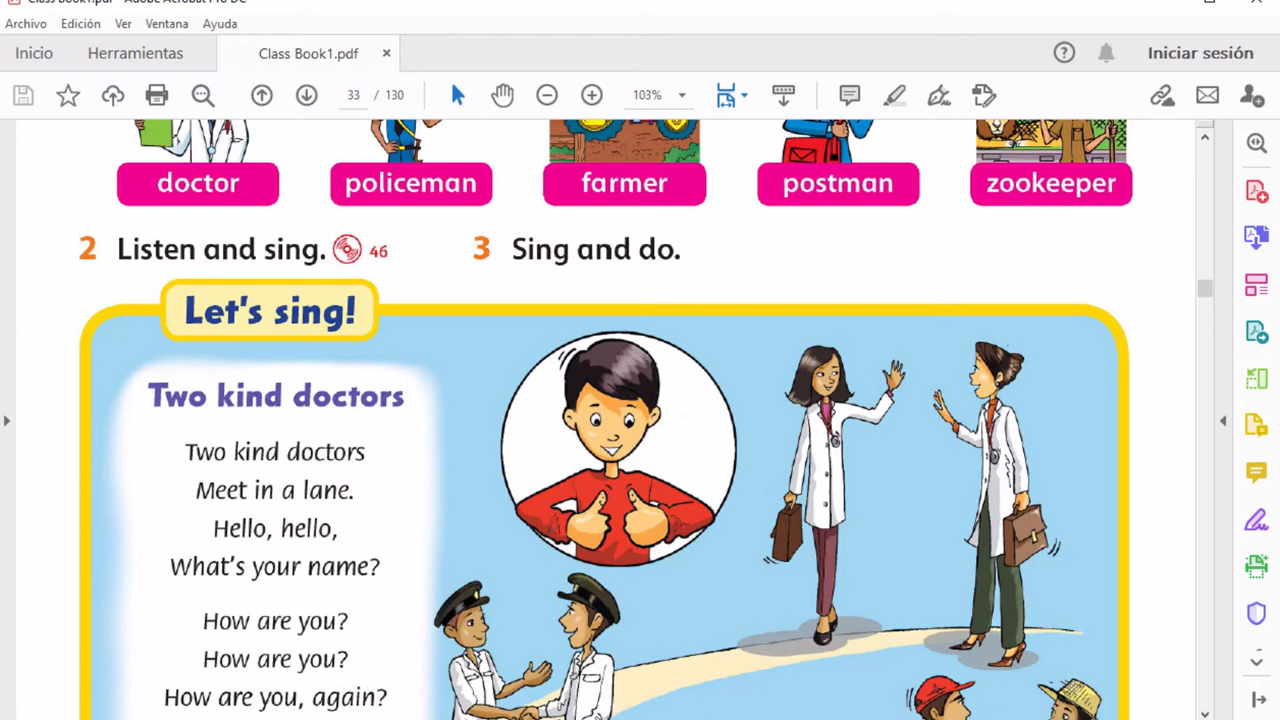 Archivo Edición Ver Ventana Ayuda
Inicio Herramientas Class Book1.pdf × Iniciar sesión
33 / 130 103%
doctor policeman farmer postman zookeeper
2 Listen and sing. 46 3 Sing and do.
Let's sing!
Two kind doctors
Two kind doctors
Meet in a lane.
Hello, hello,
What's your name?
How are you?
How are you?
How are you, again?